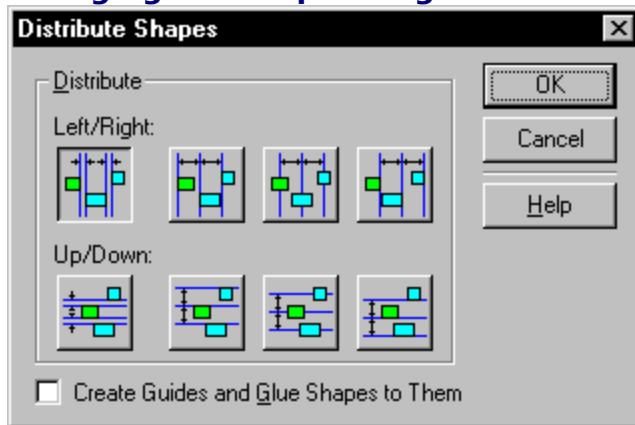 Distribute Shapes
Distribute
OK
Left/Right:
Cancel
Help
Up/Down:
Create Guides and Glue Shapes to Them